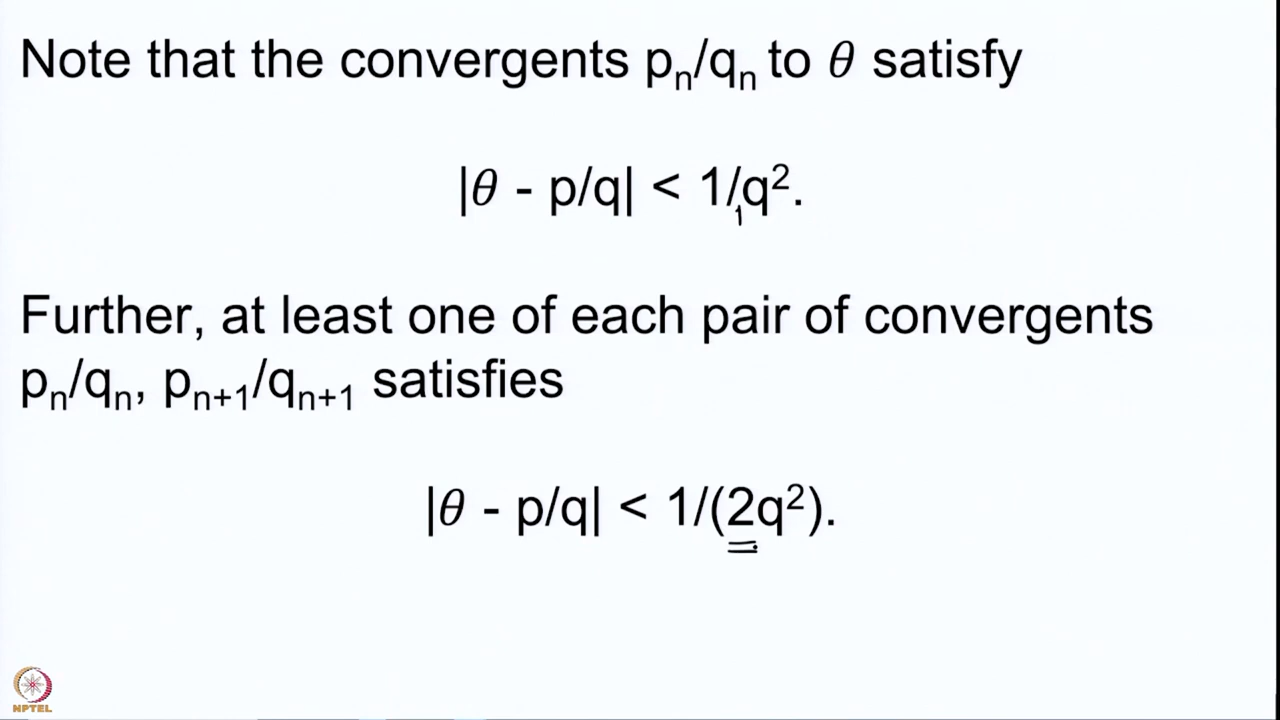 Note that the convergents pₙ/qₙ to θ satisfy
|θ - p/q| < 1/q².
1
Further, at least one of each pair of convergents
pₙ/qₙ, pₙ₊₁/qₙ₊₁ satisfies
|θ - p/q| < 1/(2q²).
NPTEL